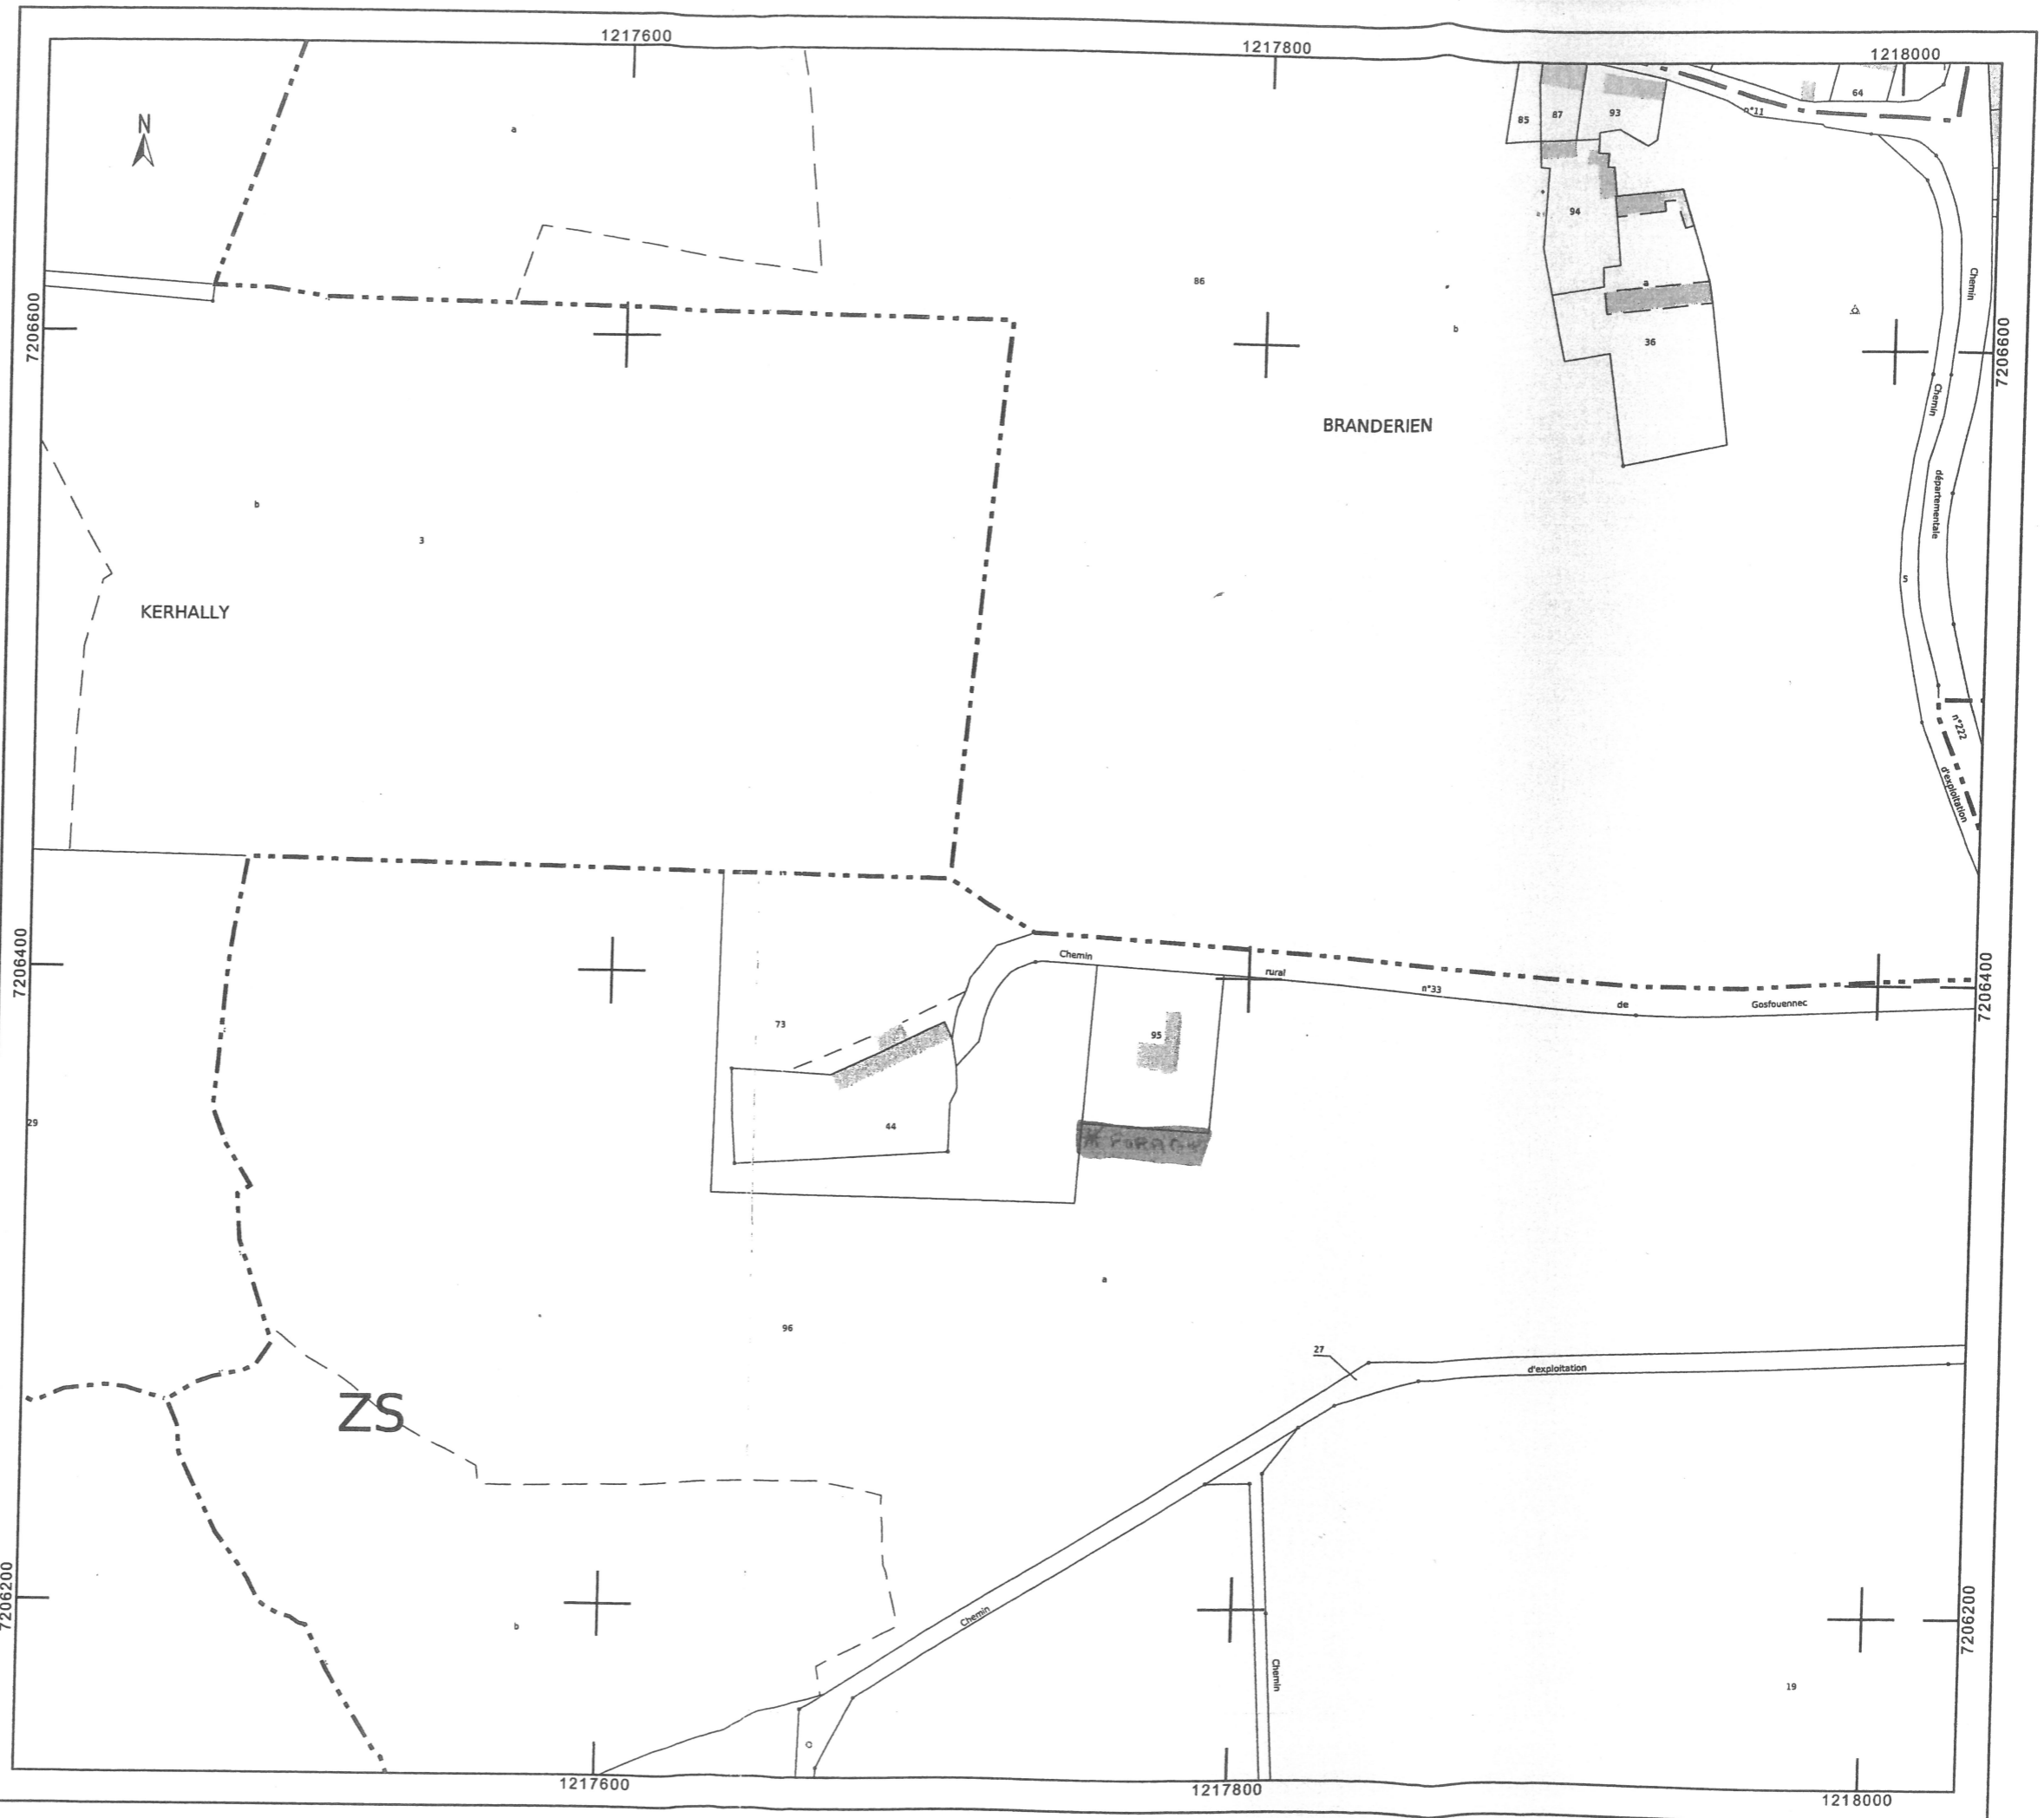 1217600
1217800
1218000
N
a
85
87
93
n°11
64
94
86
a
b
36
Chemin
7206600
7206600
BRANDERIEN
Chemin
départementale
b
3
5
KERHALLY
n°222
d'exploitation
7206400
7206400
Chemin
rural
n°33
de
Gosfouennec
73
95
29
44
FORAGE
a
96
27
d'exploitation
ZS
7206200
7206200
b
Chemin
Chemin
19
1217600
1217800
1218000